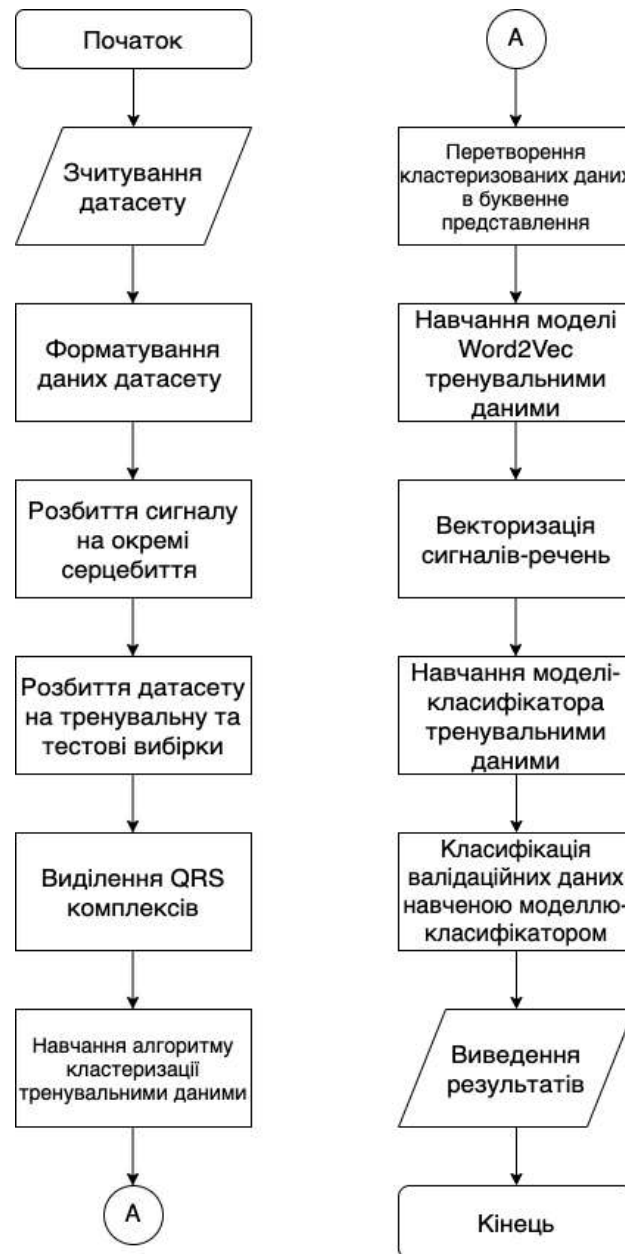 Початок
Зчитування
датасету
Форматування
даних датасету
Розбиття сигналу
на окремі
серцебиття
Розбиття датасету
на тренувальну та
тестові вибірки
Виділення QRS
комплексів
Навчання алгоритму
кластеризації
тренувальними даними
А
А
Перетворення
кластеризованих даних
в буквенне
представлення
Навчання моделі
Word2Vec
тренувальними
даними
Векторизація
сигналів-речень
Навчання моделі-
класифікатора
тренувальними
даними
Класифікація
валідаційних даних
навченою моделлю-
класифікатором
Виведення
результатів
Кінець